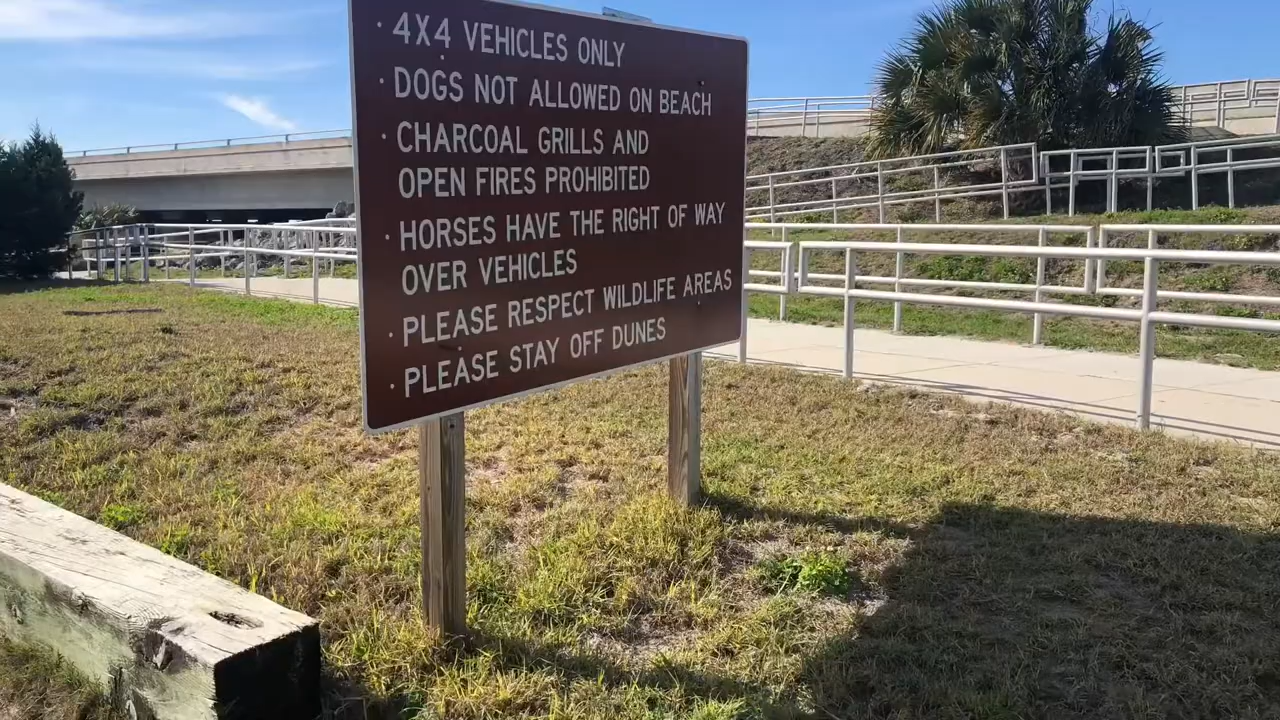 · 4X4 VEHICLES ONLY
· DOGS NOT ALLOWED ON BEACH
· CHARCOAL GRILLS AND
OPEN FIRES PROHIBITED
· HORSES HAVE THE RIGHT OF WAY
OVER VEHICLES
· PLEASE RESPECT WILDLIFE AREAS
· PLEASE STAY OFF DUNES